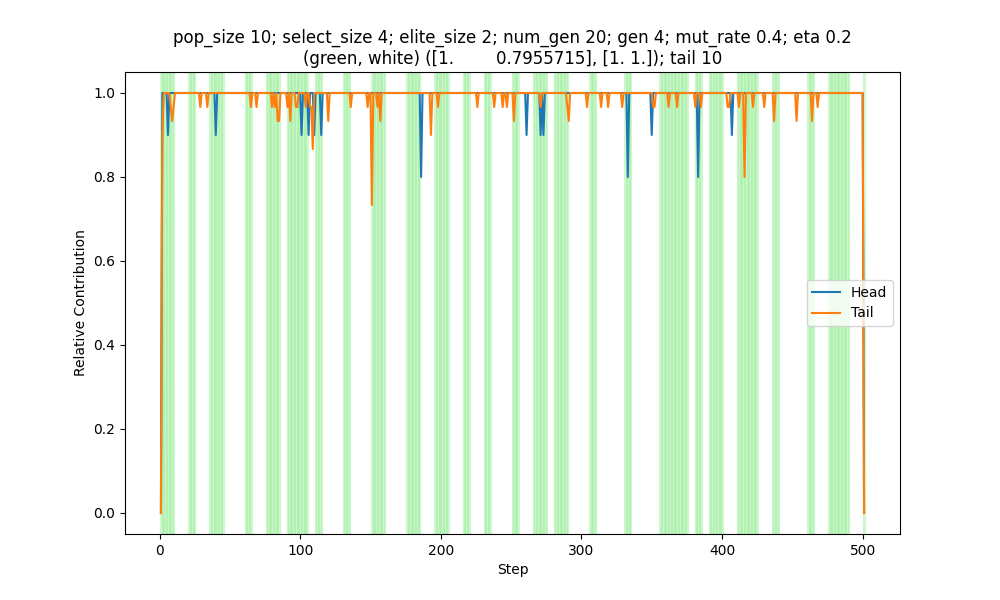 pop_size 10; select_size 4; elite_size 2; num_gen 20; gen 4; mut_rate 0.4; eta 0.2
(green, white) ([1. 0.7955715], [1. 1.]); tail 10
1.0
0.8
0.6
0.4
0.2
0.0
Relative Contribution
Head
Tail
0
100
200
300
400
500
Step